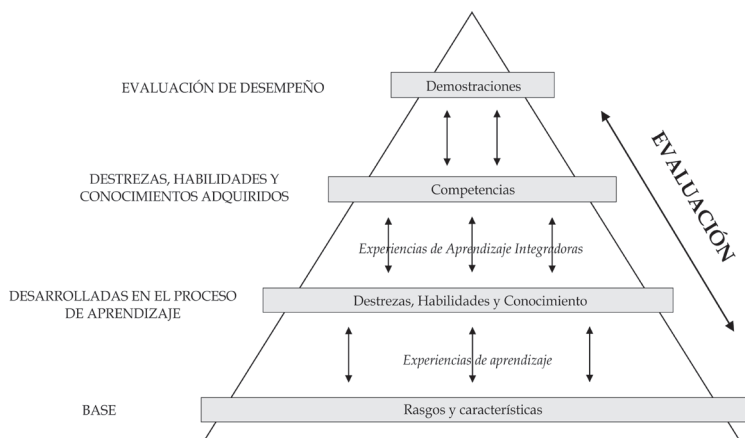 EVALUACIÓN DE DESEMPEÑO
Demostraciones
EVALUACIÓN
DESTREZAS, HABILIDADES Y
CONOCIMIENTOS ADQUIRIDOS
Competencias
Experiencias de Aprendizaje Integradoras
DESARROLLADAS EN EL PROCESO
DE APRENDIZAJE
Destrezas, Habilidades y Conocimiento
Experiencias de aprendizaje
BASE
Rasgos y características